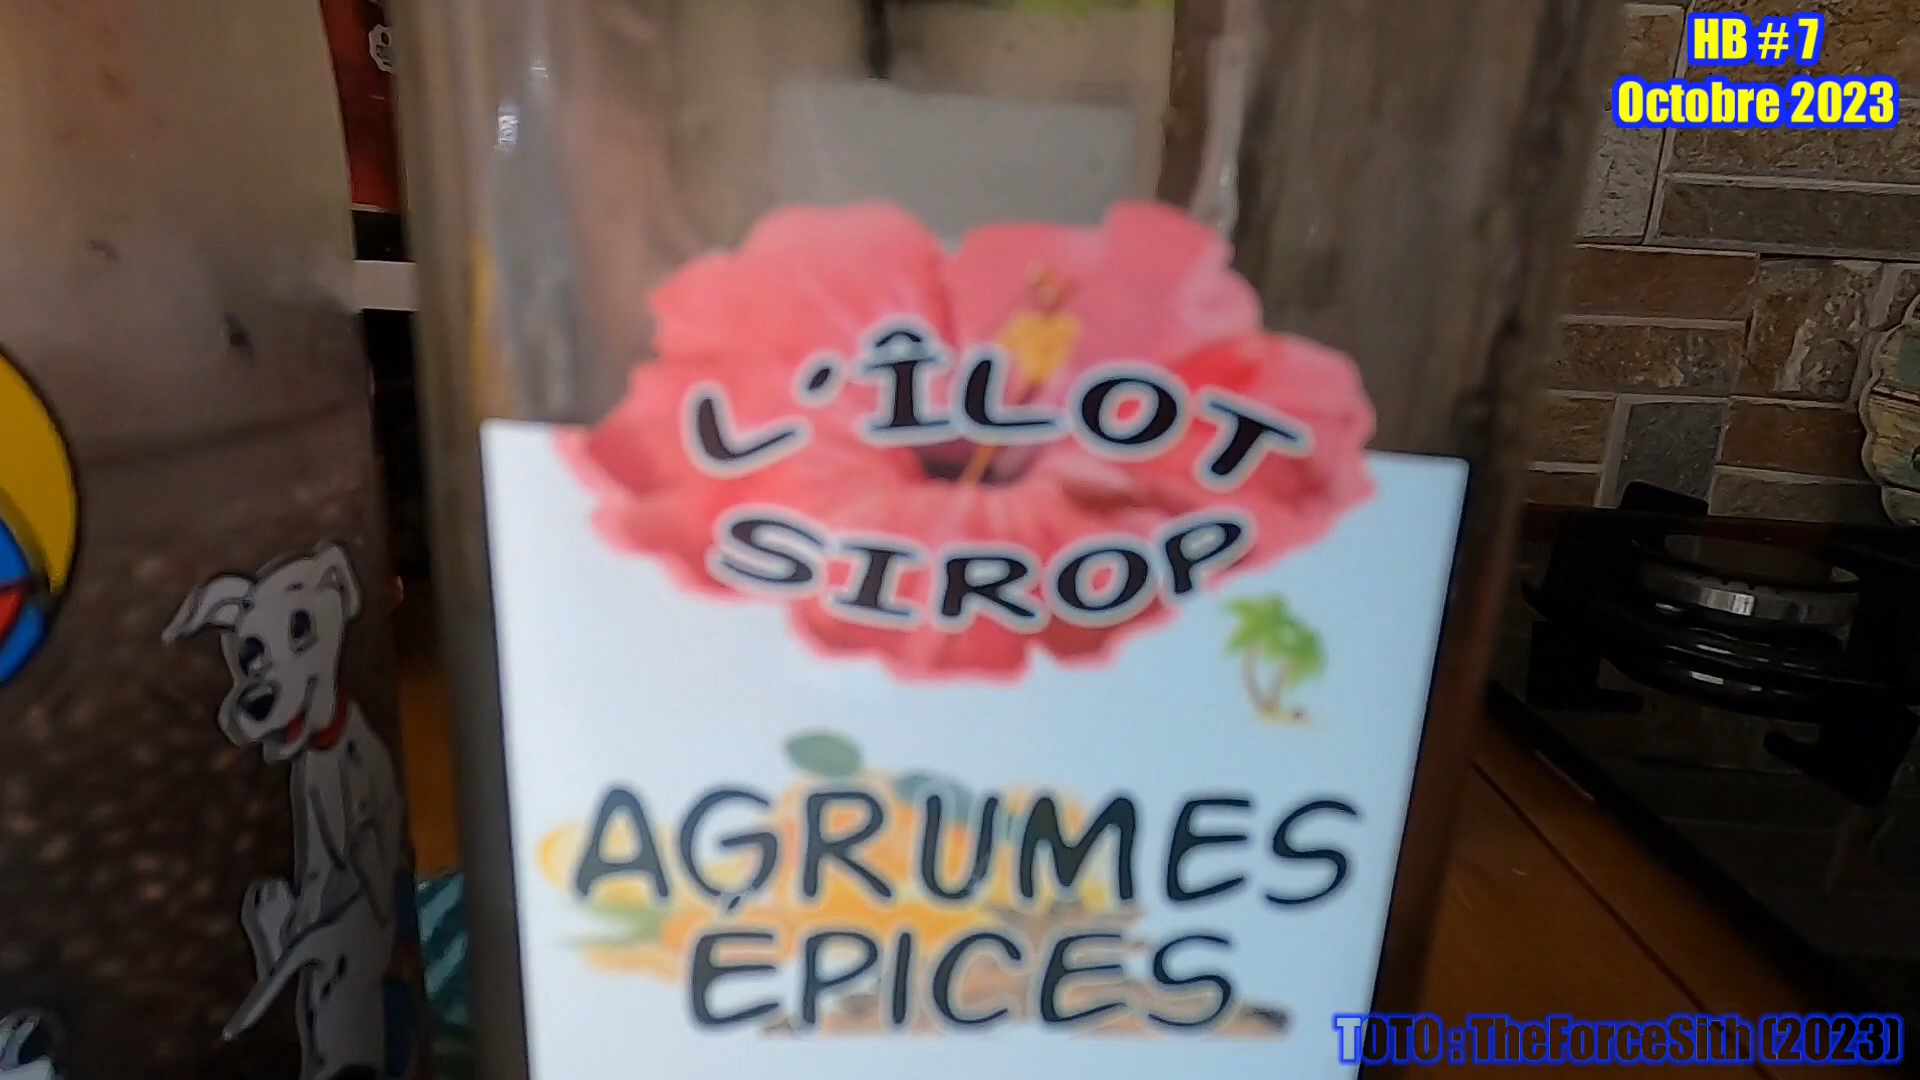 HB # 7
Octobre 2023
L'ÎLOT
SIROP
AGRUMES
ÉPICES
TOTO : TheForceSith (2023)